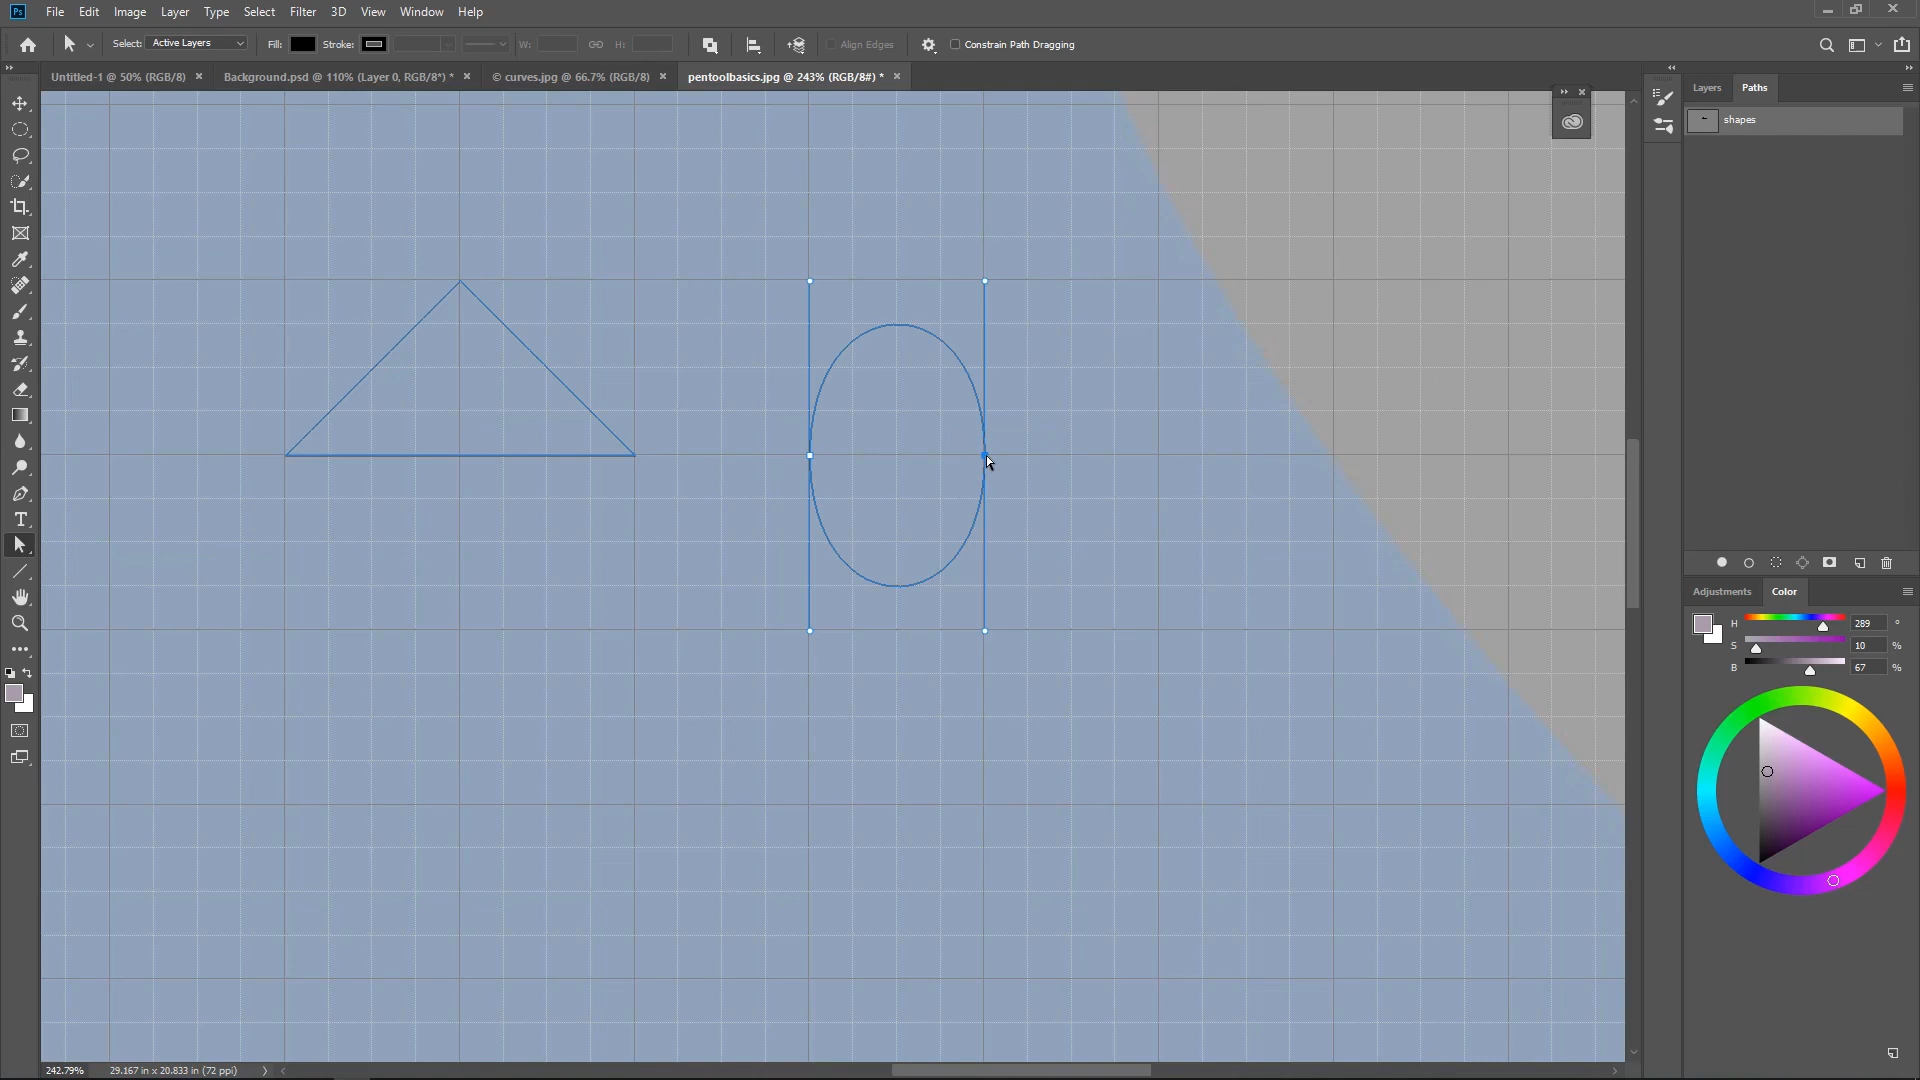 Ps File Edit Image Layer Type Select Filter 3D View Window Help
Select: Active Layers Fill: Stroke: W: H: Align Edges Constrain Path Dragging
Untitled-1 @ 50% (RGB/8) × Background.psd @ 110% (Layer 0, RGB/8*) * × © curves.jpg @ 66.7% (RGB/8) × pentoolbasics.jpg @ 243% (RGB/8#) * ×
Layers Paths
shapes
Adjustments Color
H 289 °
S 10 %
B 67 %
242.79% 29.167 in x 20.833 in (72 ppi)